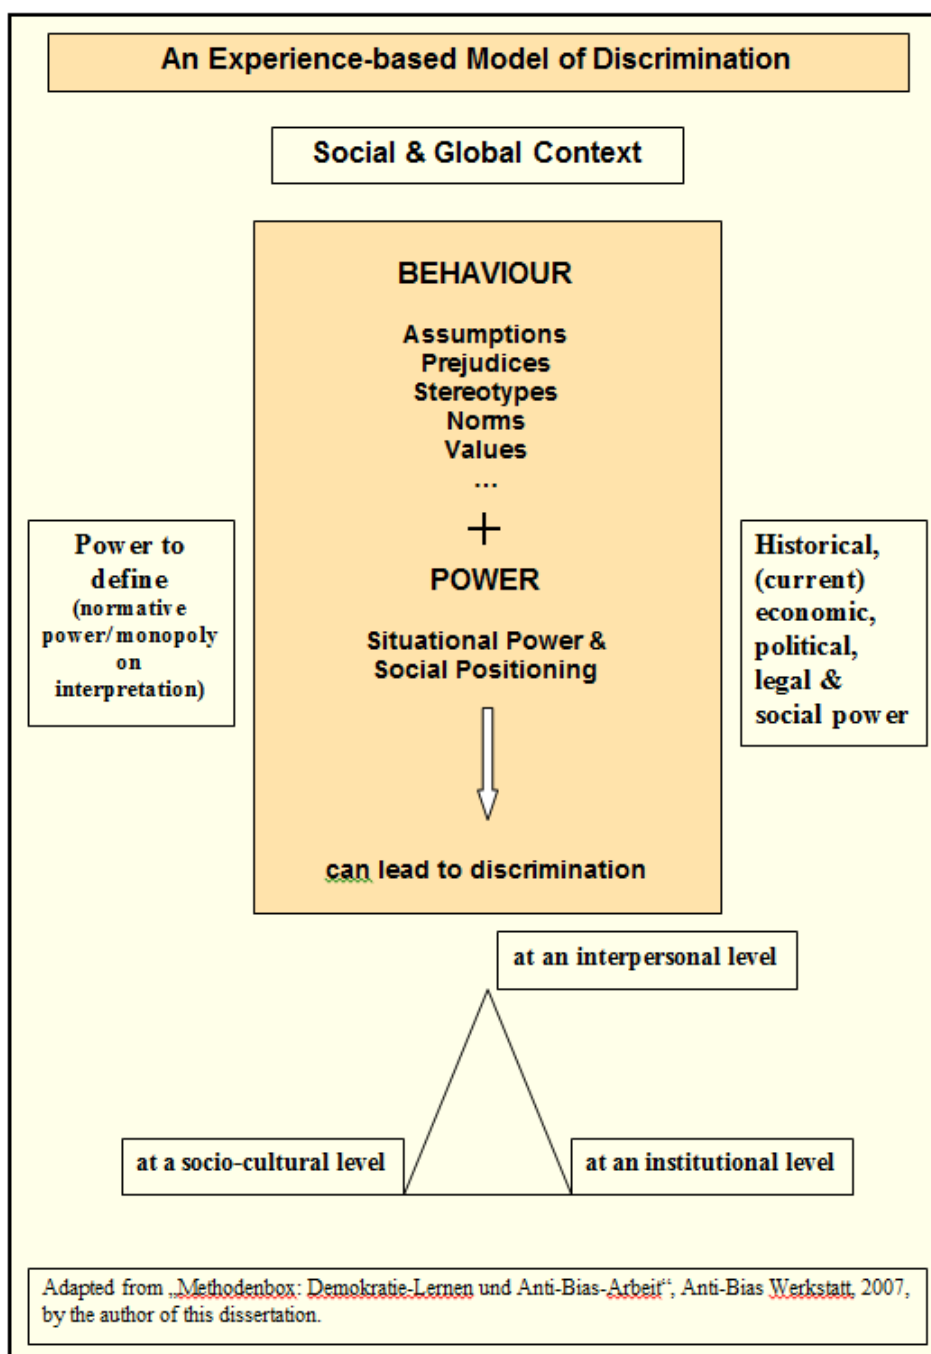 An Experience-based Model of Discrimination
Social & Global Context
BEHAVIOUR
Assumptions
Prejudices
Stereotypes
Norms
Values
...
+
POWER
Situational Power &
Social Positioning
can lead to discrimination
Power to
define
(normative
power/monopoly
on
interpretation)
Historical,
(current)
economic,
political,
legal &
social power
at an interpersonal level
at a socio-cultural level
at an institutional level
Adapted from „Methodenbox: Demokratie-Lernen und Anti-Bias-Arbeit“, Anti-Bias Werkstatt, 2007,
by the author of this dissertation.